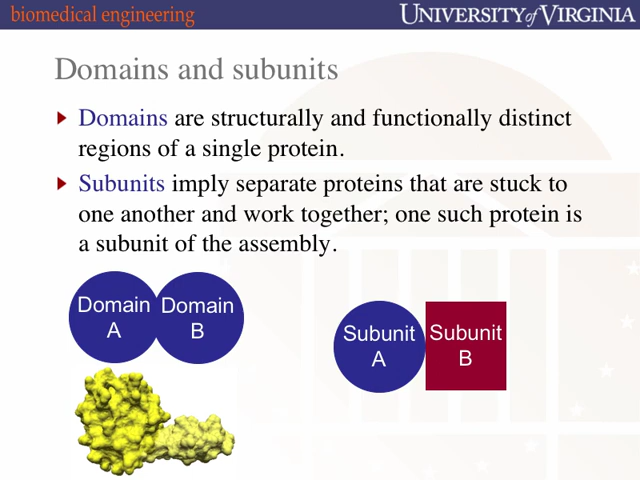 biomedical engineering
UNIVERSITY of VIRGINIA
Domains and subunits
Domains are structurally and functionally distinct
regions of a single protein.
Subunits imply separate proteins that are stuck to
one another and work together; one such protein is
a subunit of the assembly.
Domain
A
Domain
B
Subunit
A
Subunit
B